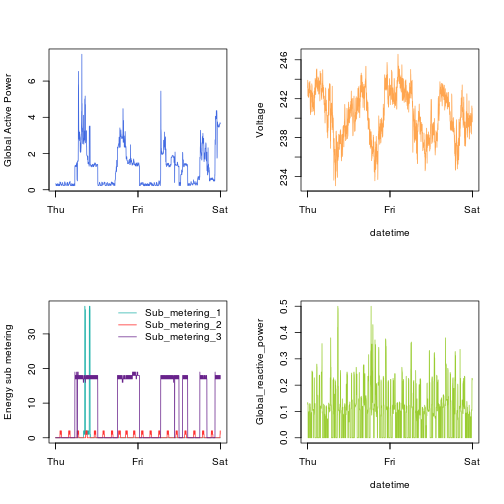 Global Active Power
0
2
4
6
Thu
Fri
Sat
Voltage
234
238
242
246
Thu
Fri
Sat
datetime
Energy sub metering
0
10
20
30
Thu
Fri
Sat
Sub_metering_1
Sub_metering_2
Sub_metering_3
Global_reactive_power
0.0
0.1
0.2
0.3
0.4
0.5
Thu
Fri
Sat
datetime